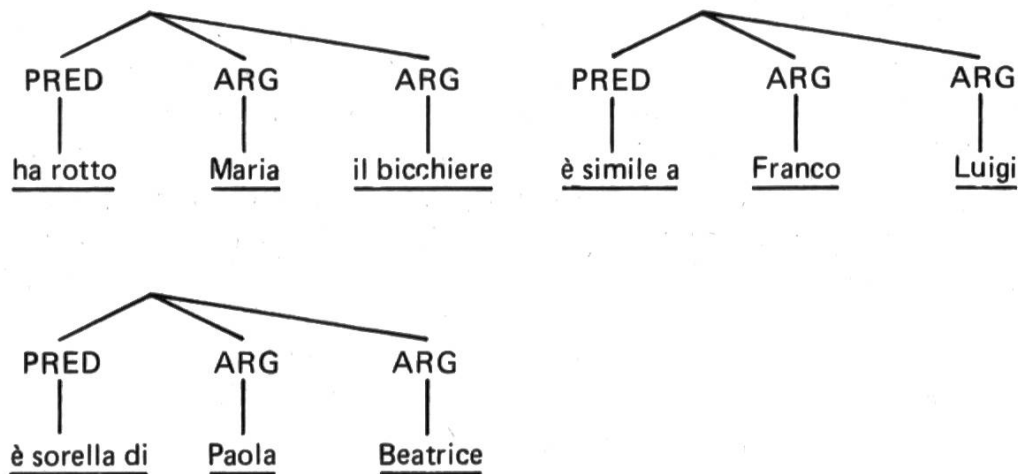 PRED ARG ARG PRED ARG ARG
ha rotto Maria il bicchiere è simile a Franco Luigi
PRED ARG ARG
è sorella di Paola Beatrice